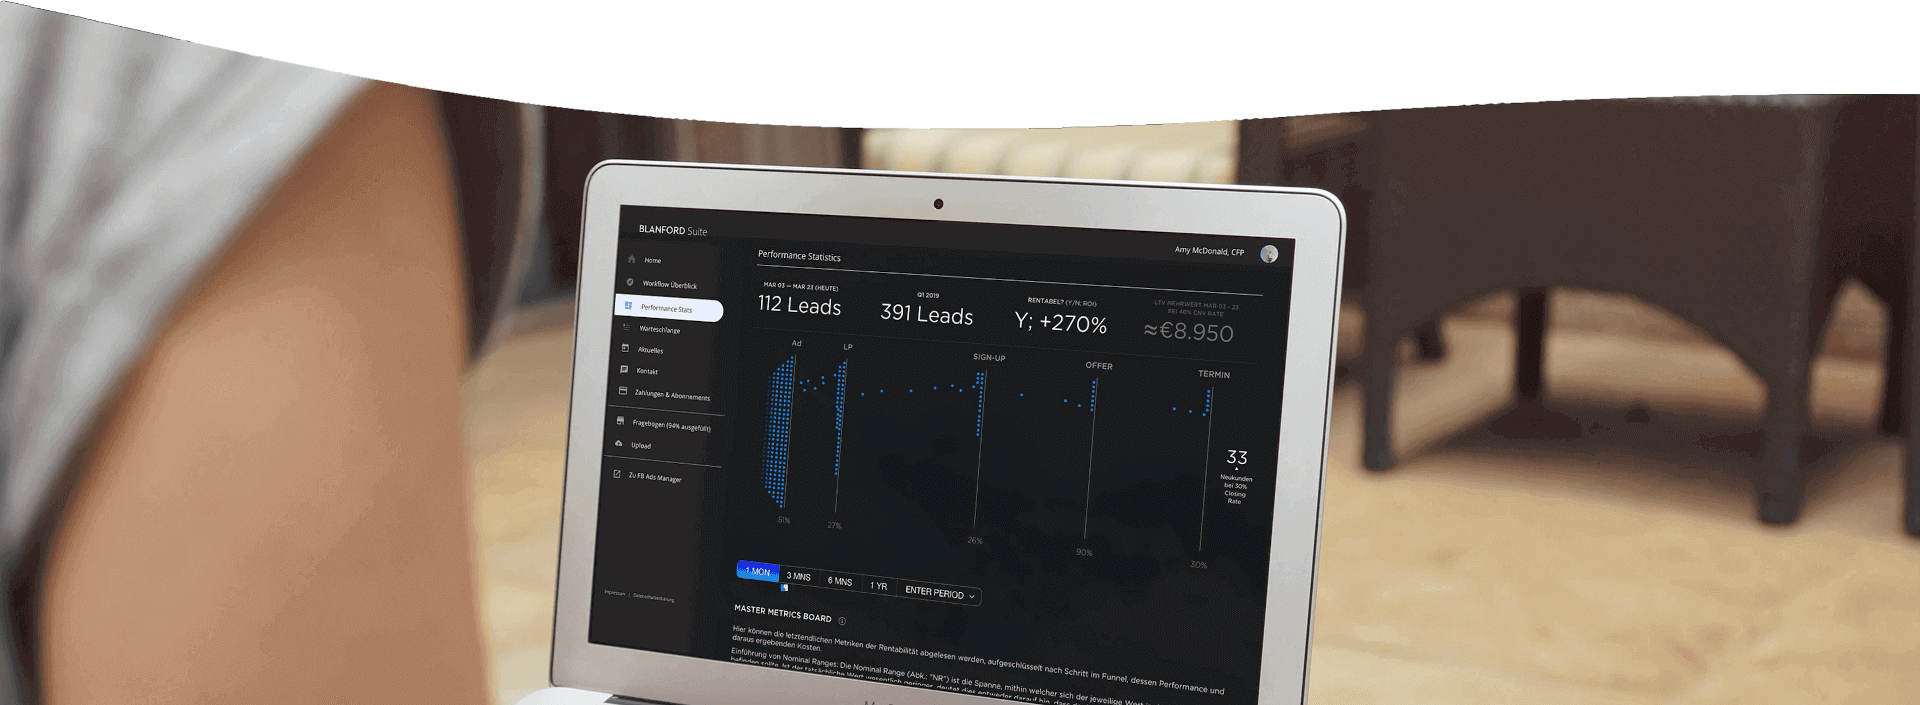 BLANFORD Suite
Amy McDonald, CFP
Home
Workflow Überblick
Performance Stats
Warteschlange
Aktuelles
Kontakt
Zahlungen & Abonnements
Fragebogen (94% ausgefüllt)
Upload
Zu FB Ads Manager
Impressum | Datenschutzerklärung
Performance Statistics
MAR 03 — MAR 23 (HEUTE)
112 Leads
Q1 2019
391 Leads
RENTABEL? (Y/N; ROI)
Y; +270%
LTV MEHRWERT MAR 03 - 23
BEI 40% CNV RATE
≈€8.950
Ad
LP
SIGN-UP
OFFER
TERMIN
51%
27%
26%
90%
30%
33
Neukunden
bei 30%
Closing
Rate
1 MON
3 MNS
6 MNS
1 YR
ENTER PERIOD
MASTER METRICS BOARD
Hier können die letztendlichen Metriken der Rentabilität abgelesen werden, aufgeschlüsselt nach Schritt im Funnel, dessen Performance und
daraus ergebenden Kosten.
Einführung von Nominal Ranges: Die Nominal Range (Abk.: "NR") ist die Spanne, mithin welcher sich der jeweilige
befinden sollte. Ist der tatsächliche Wert wesentlich geringer, deutet dies entweder darauf hin, dass